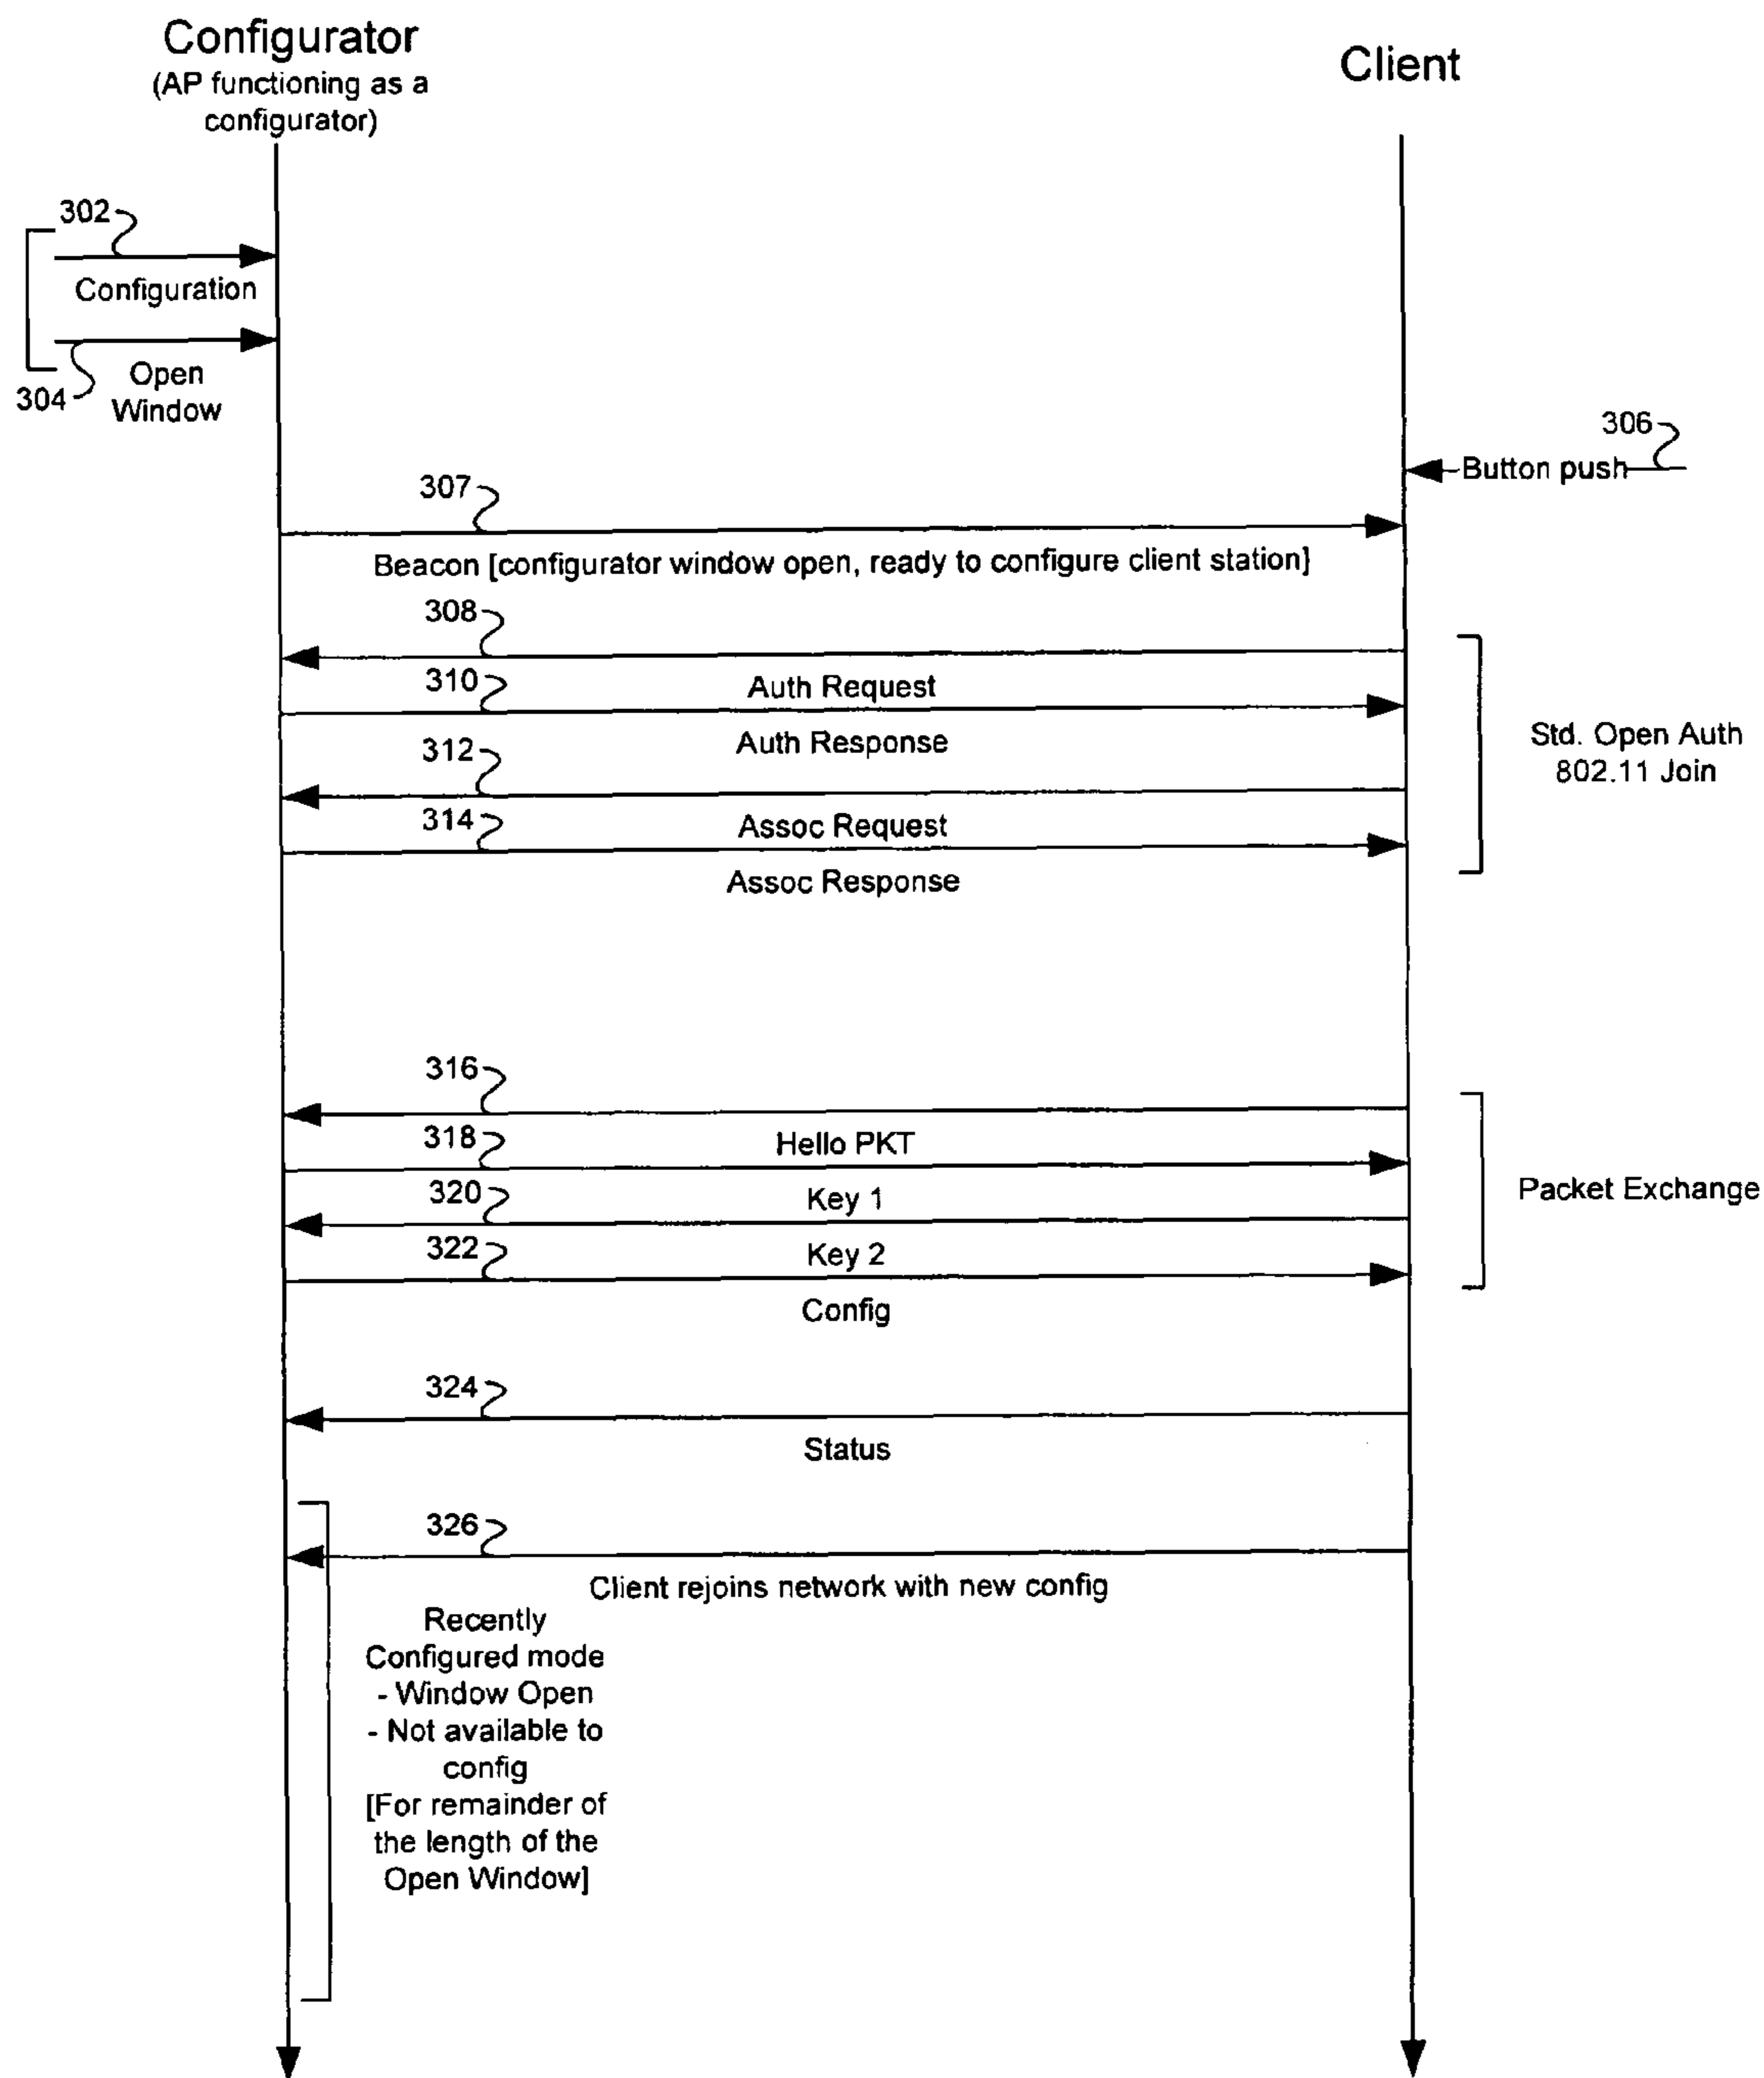 Configurator
(AP functioning as a
configurator)
Client
302
Configuration
304
Open
Window
306
Button push
307
Beacon [configurator window open, ready to configure client station]
308
Auth Request
310
Auth Response
312
Assoc Request
314
Assoc Response
Std. Open Auth
802.11 Join
316
Hello PKT
318
Key 1
320
Key 2
322
Config
Packet Exchange
324
Status
326
Client rejoins network with new config
Recently
Configured mode
- Window Open
- Not available to
config
[For remainder of
the length of the
Open Window]